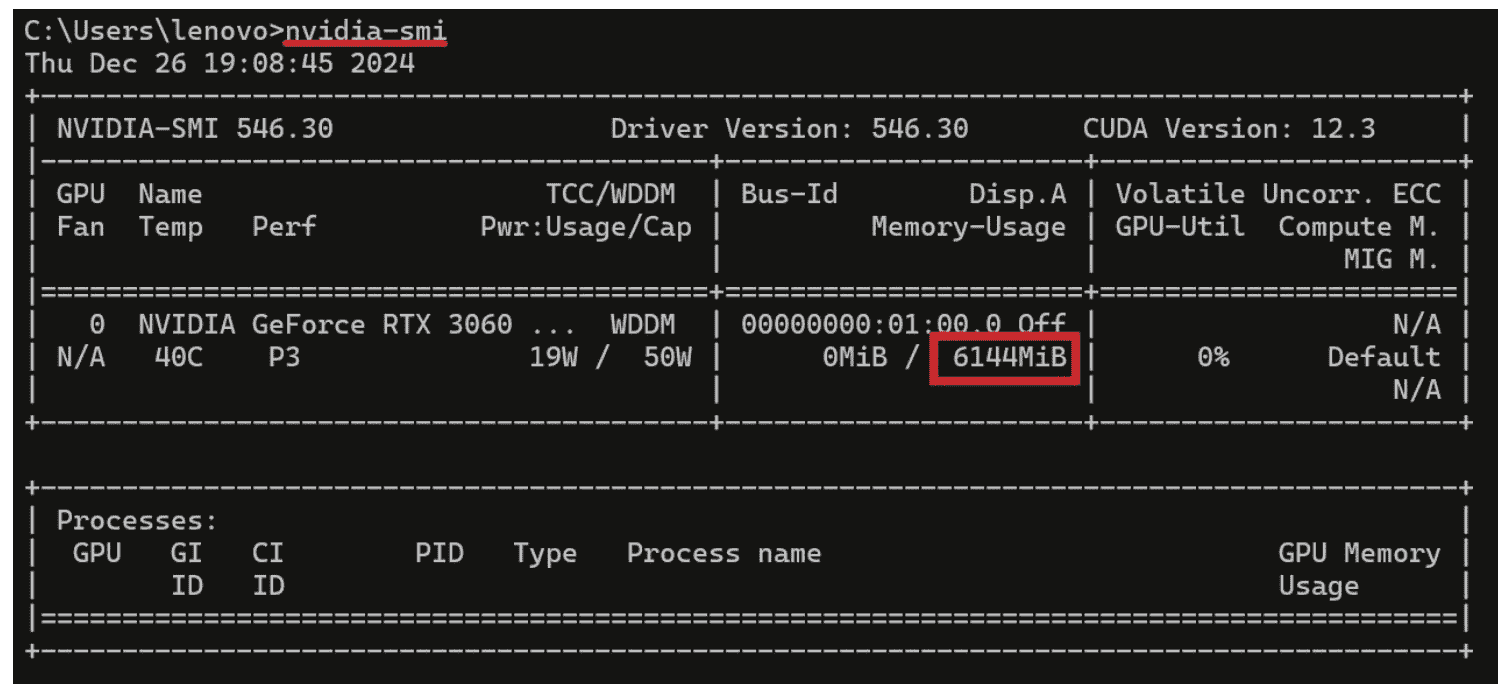 C:\Users\lenovo>nvidia-smi
Thu Dec 26 19:08:45 2024
+---------------------------------------------------------------------------------------+
| NVIDIA-SMI 546.30                 Driver Version: 546.30       CUDA Version: 12.3     |
|-----------------------------------------+----------------------+----------------------+
| GPU  Name                     TCC/WDDM  | Bus-Id        Disp.A | Volatile Uncorr. ECC |
| Fan  Temp   Perf          Pwr:Usage/Cap |         Memory-Usage | GPU-Util  Compute M. |
|                                         |                      |               MIG M. |
|=========================================+======================+======================|
|   0  NVIDIA GeForce RTX 3060 ...  WDDM  | 00000000:01:00.0 Off |                  N/A |
| N/A   40C    P3              19W /  50W |      0MiB /  6144MiB |      0%      Default |
|                                         |                      |                  N/A |
+-----------------------------------------+----------------------+----------------------+
+---------------------------------------------------------------------------------------+
| Processes:                                                                            |
|  GPU   GI   CI        PID   Type   Process name                            GPU Memory |
|        ID   ID                                                             Usage      |
|=======================================================================================|
+---------------------------------------------------------------------------------------+